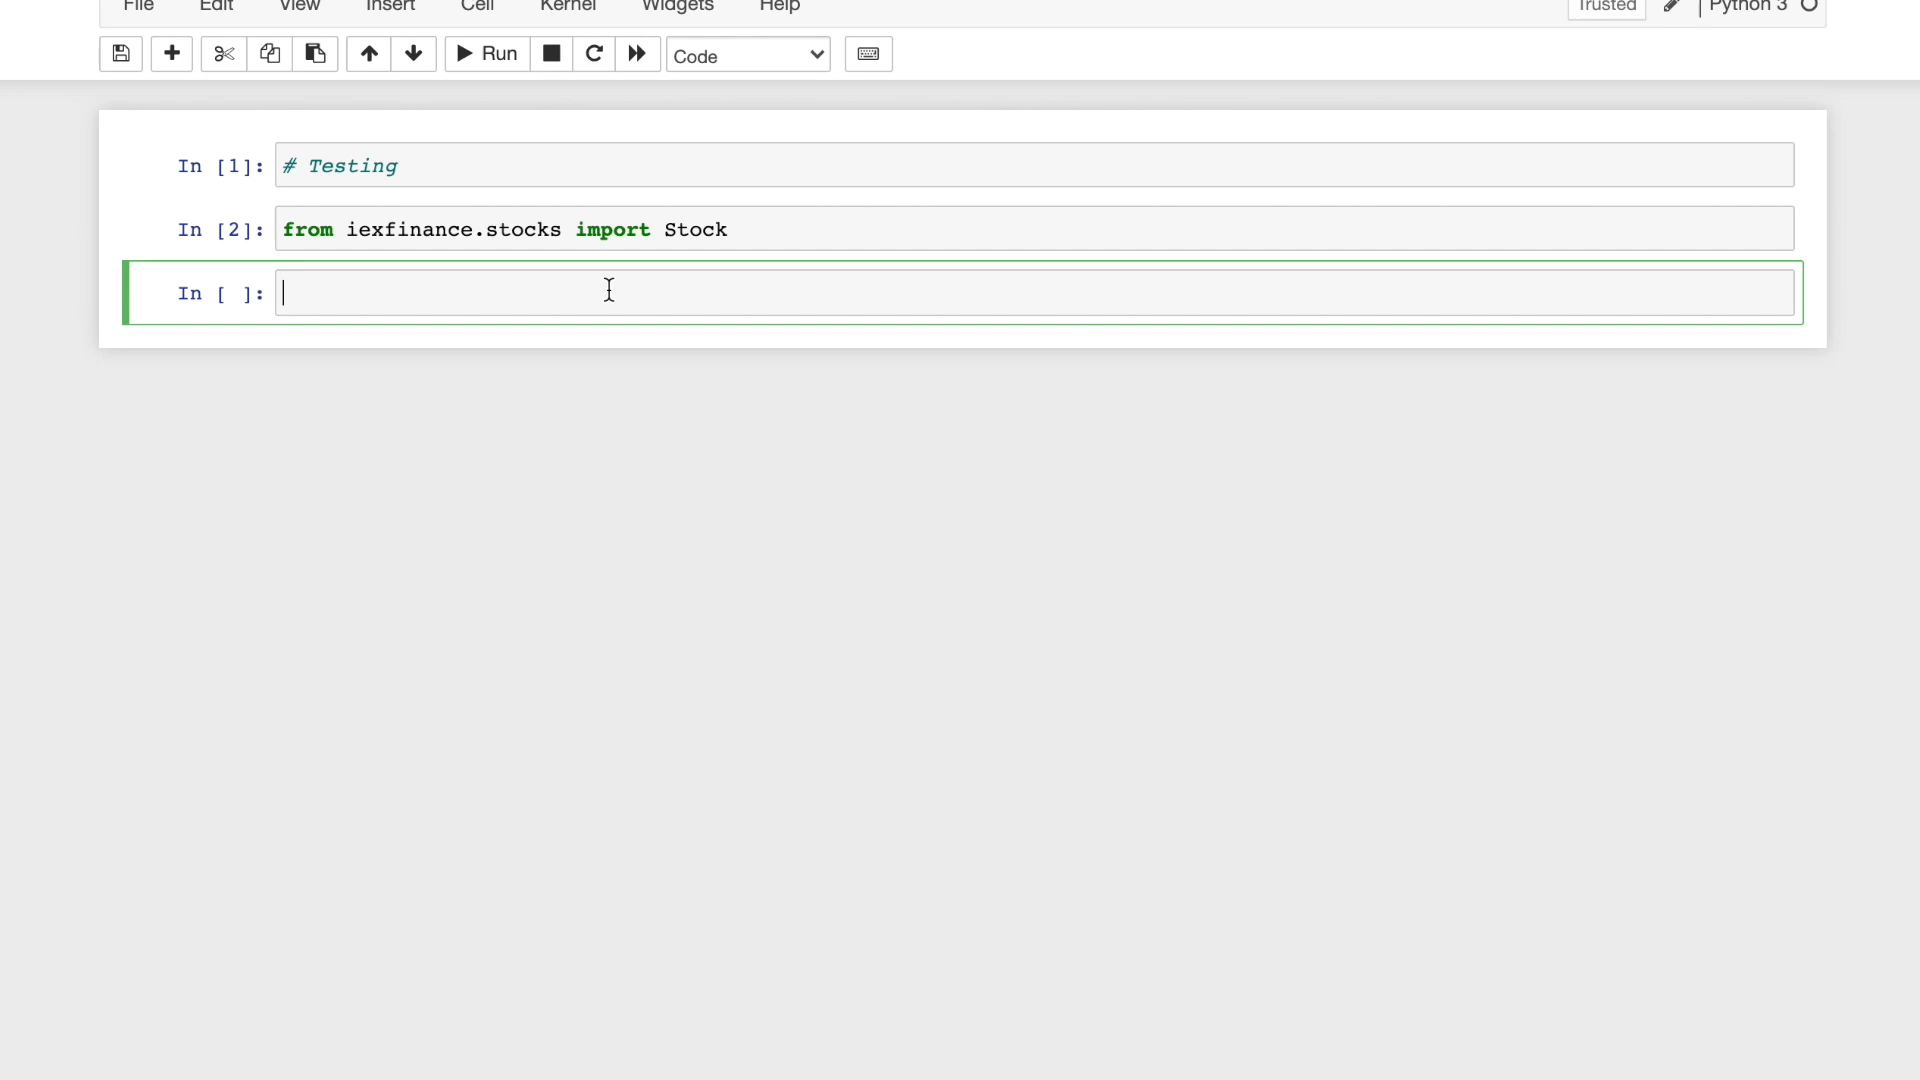 File Edit View Insert Cell Kernel Widgets Help Trusted Python 3
Run Code
In [1]: # Testing
In [2]: from iexfinance.stocks import Stock
In [ ]: